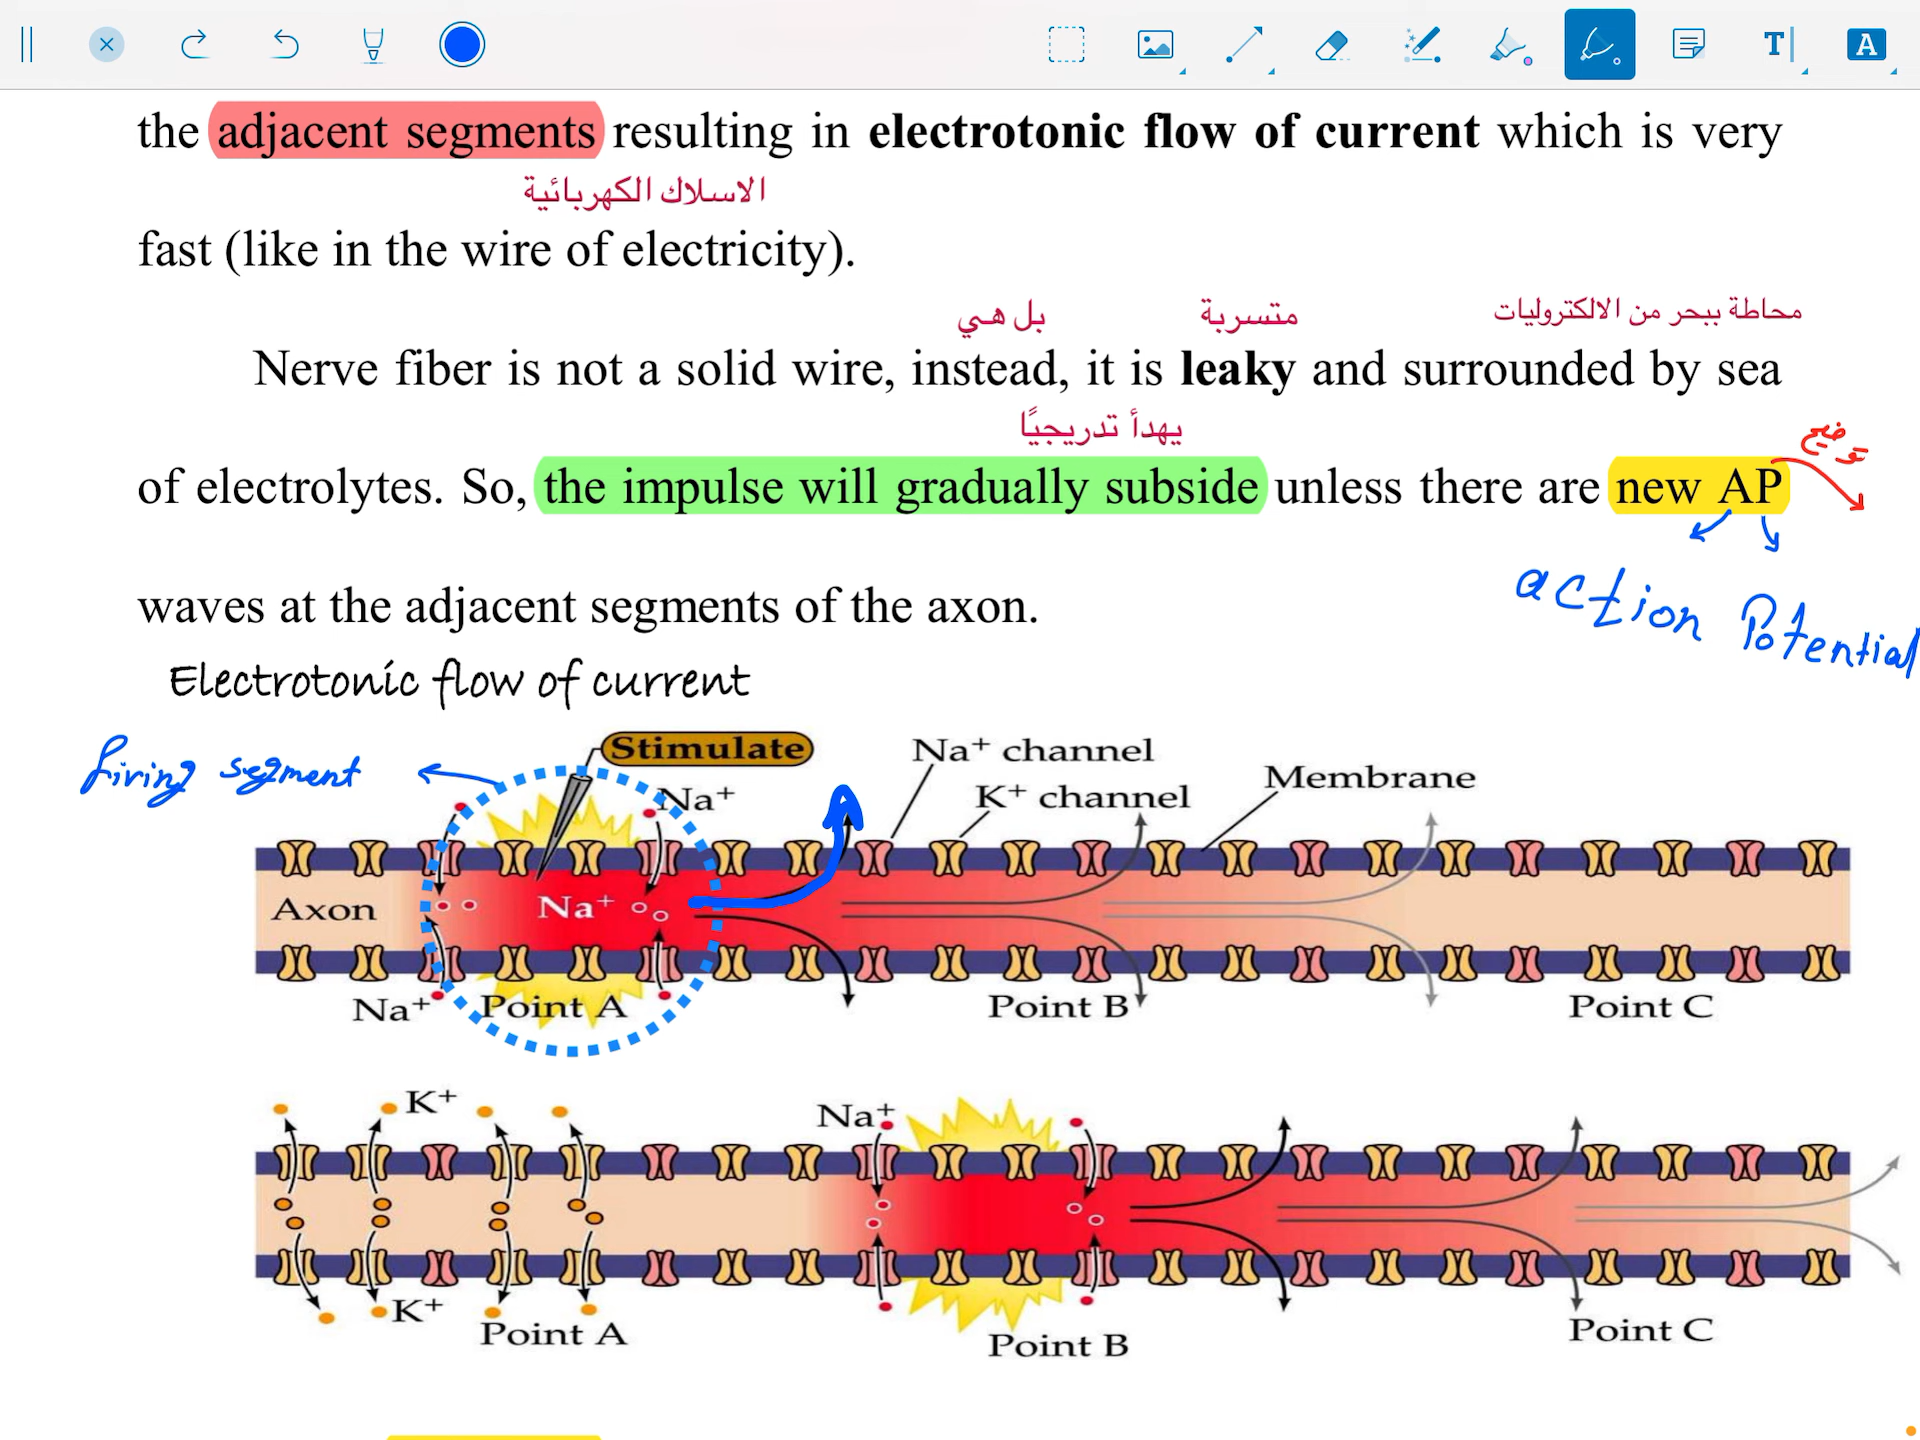 A
T
the adjacent segments resulting in electrotonic flow of current which is very
الاسلاك الكهربائية
fast (like in the wire of electricity).
بل هي متسربة محاطة ببحر من الالكتروليات
Nerve fiber is not a solid wire, instead, it is leaky and surrounded by sea
يهدأ تدريجيًا
توضيح
of electrolytes. So, the impulse will gradually subside unless there are new AP
action Potential
waves at the adjacent segments of the axon.
Electrotonic flow of current
firing segment
Stimulate
Na+ channel
Na+
K+ channel
Membrane
Axon
Na+
Na+
Point A
Point B
Point C
K+
Na+
K+
Point A
Point B
Point C